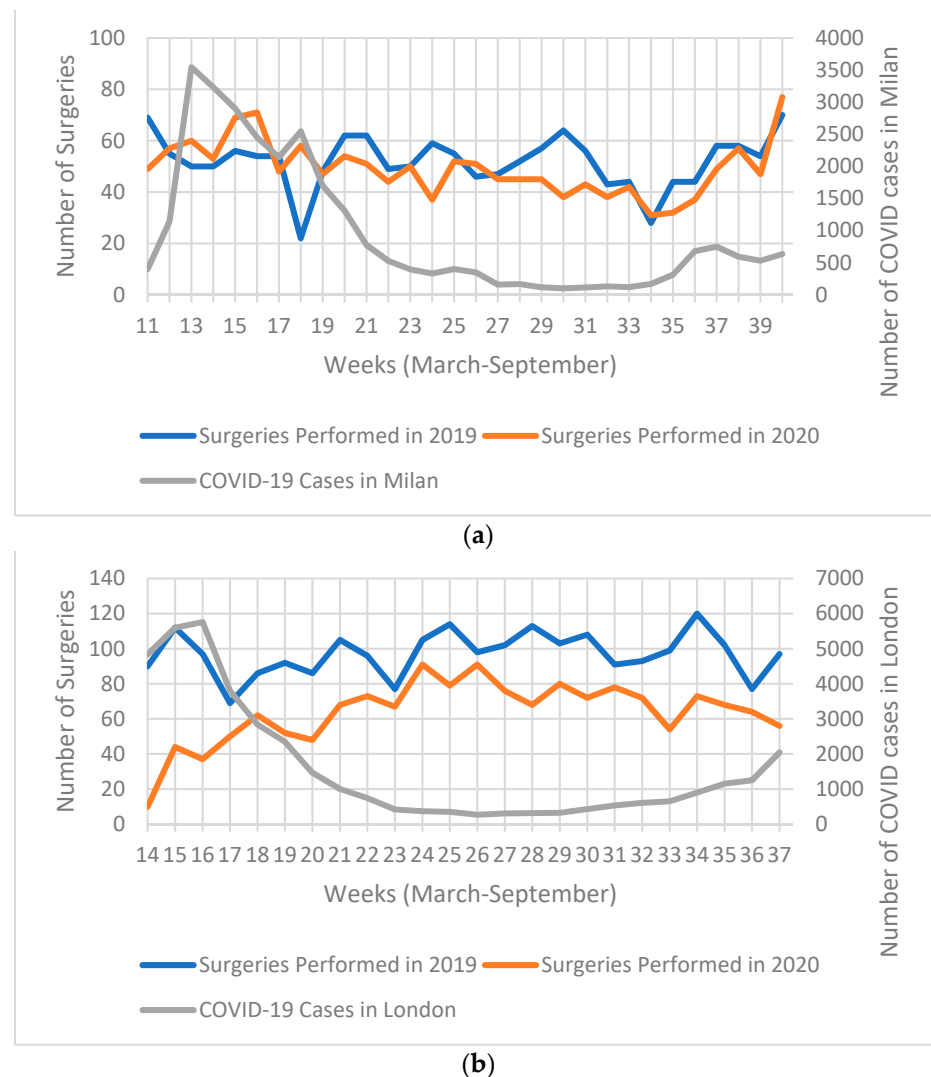 100 4000
80 3500
60 3000
40 2500
20 2000
0 1500
1000
500
0
Number of Surgeries
Number of COVID cases in Milan
11 13 15 17 19 21 23 25 27 29 31 33 35 37 39
Weeks (March-September)
Surgeries Performed in 2019 Surgeries Performed in 2020
COVID-19 Cases in Milan
(a)
140 7000
120 6000
100 5000
80 4000
60 3000
40 2000
20 1000
0 0
Number of Surgeries
Number of COVID cases in London
14 15 16 17 18 19 20 21 22 23 24 25 26 27 28 29 30 31 32 33 34 35 36 37
Weeks (March-September)
Surgeries Performed in 2019 Surgeries Performed in 2020
COVID-19 Cases in London
(b)